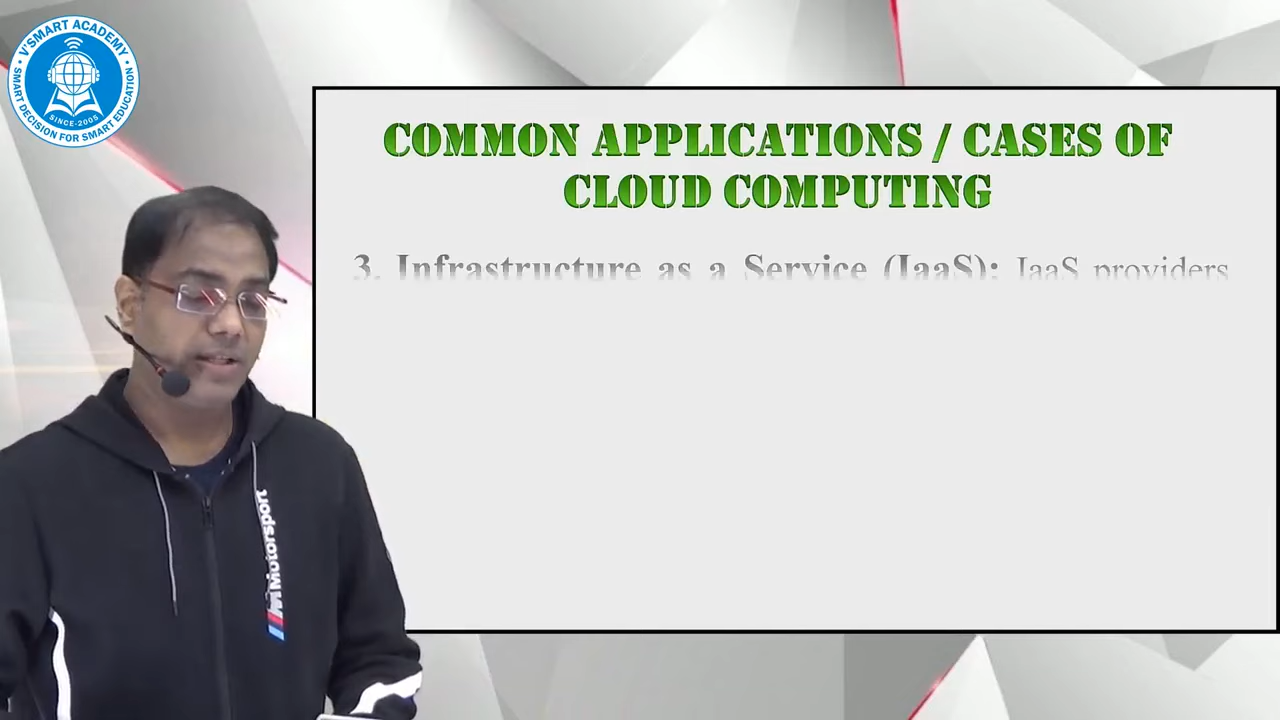 V'SMART ACADEMY
SMART DECISION FOR SMART EDUCATION
SINCE-2005
COMMON APPLICATIONS / CASES OF
CLOUD COMPUTING
3. Infrastructure as a Service (IaaS): IaaS providers
Motorsport